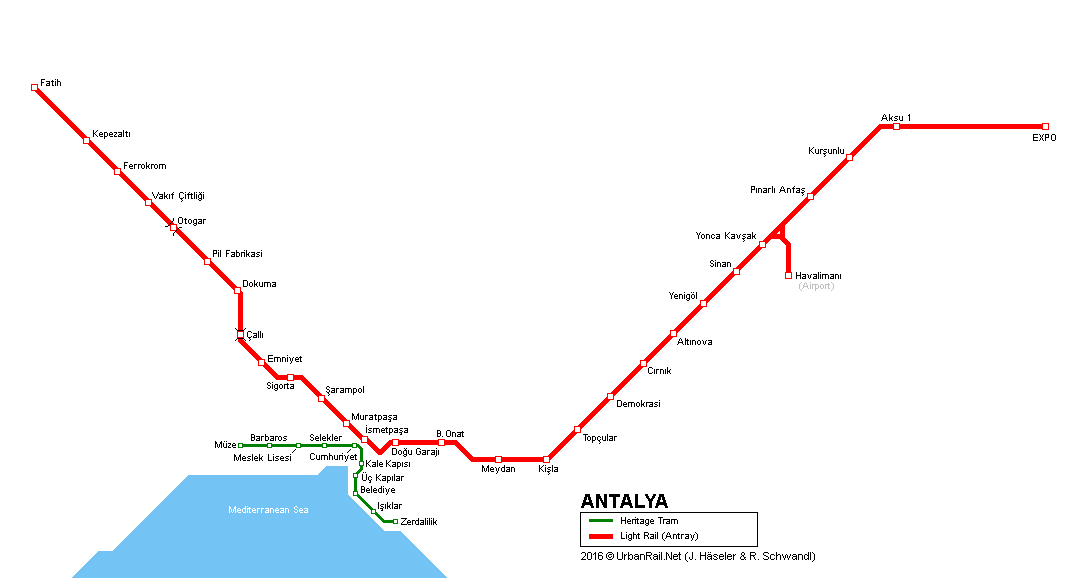 Fatih
Kepezaltı
Ferrokrom
Vakıf Çiftliği
Otogar
Pil Fabrikasi
Dokuma
Çallı
Emniyet
Sigorta
Şarampol
Muratpaşa
İsmetpaşa
Doğu Garajı
B.Onat
Meydan
Kişla
Topçular
Demokrasi
Cırnık
Altınova
Yenigöl
Sinan
Yonca Kavşak
Havalimanı
(Airport)
Pınarlı Anfaş
Kurşunlu
Aksu 1
EXPO
Müze
Barbaros
Meslek Lisesi
Selekler
Cumhuriyet
Kale Kapısı
Üç Kapılar
Belediye
Işıklar
Zerdalilik
Mediterranean Sea
ANTALYA
Heritage Tram
Light Rail (Antray)
2016 © UrbanRail.Net (J. Häseler & R. Schwandl)